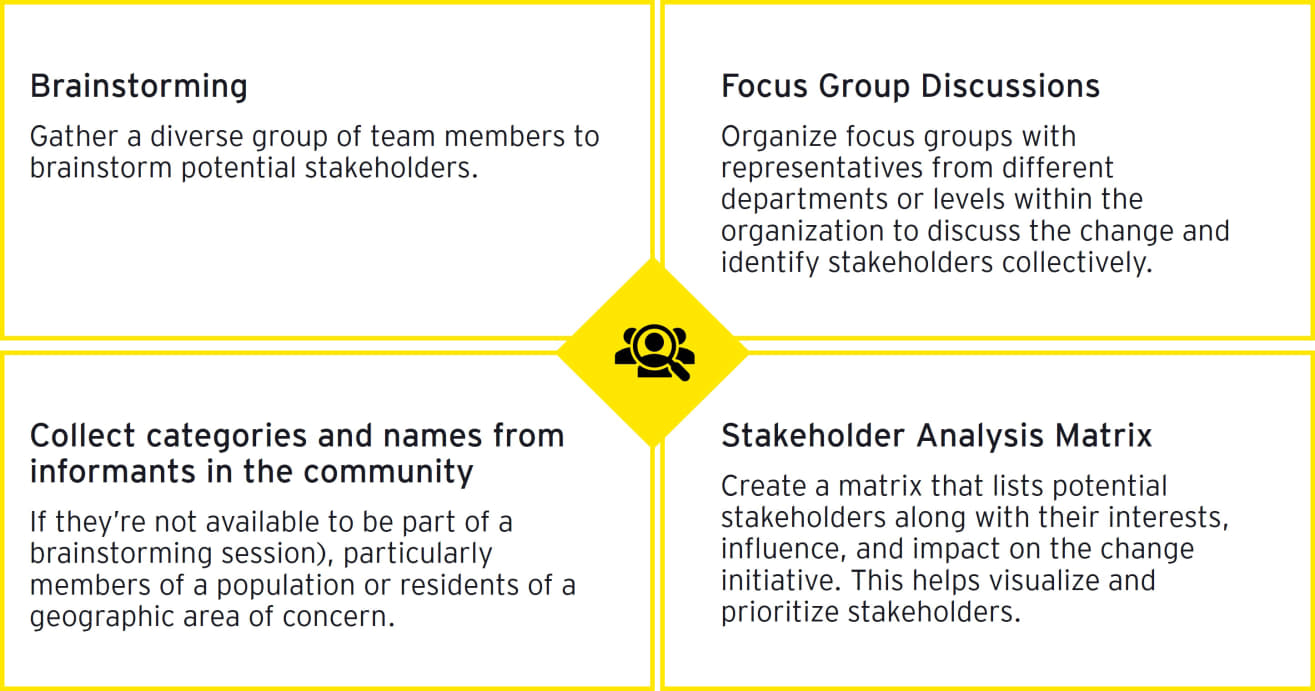 Brainstorming
Gather a diverse group of team members to
brainstorm potential stakeholders.
Focus Group Discussions
Organize focus groups with
representatives from different
departments or levels within the
organization to discuss the change and
identify stakeholders collectively.
Collect categories and names from
informants in the community
If they’re not available to be part of a
brainstorming session), particularly
members of a population or residents of a
geographic area of concern.
Stakeholder Analysis Matrix
Create a matrix that lists potential
stakeholders along with their interests,
influence, and impact on the change
initiative. This helps visualize and
prioritize stakeholders.